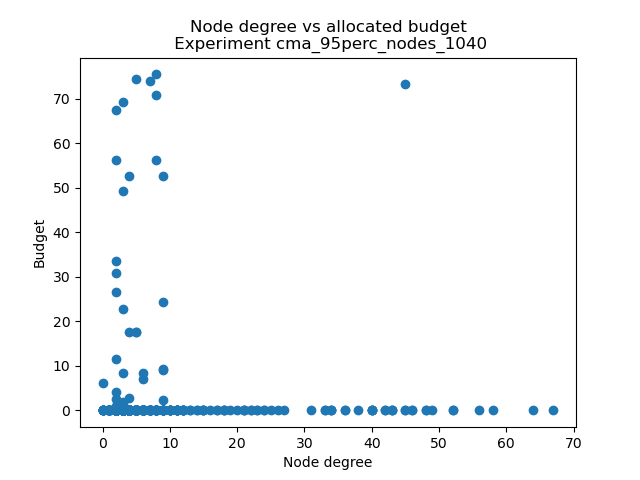 Node degree vs allocated budget
Experiment cma_95perc_nodes_1040
Budget
70
60
50
40
30
20
10
0
0 10 20 30 40 50 60 70
Node degree